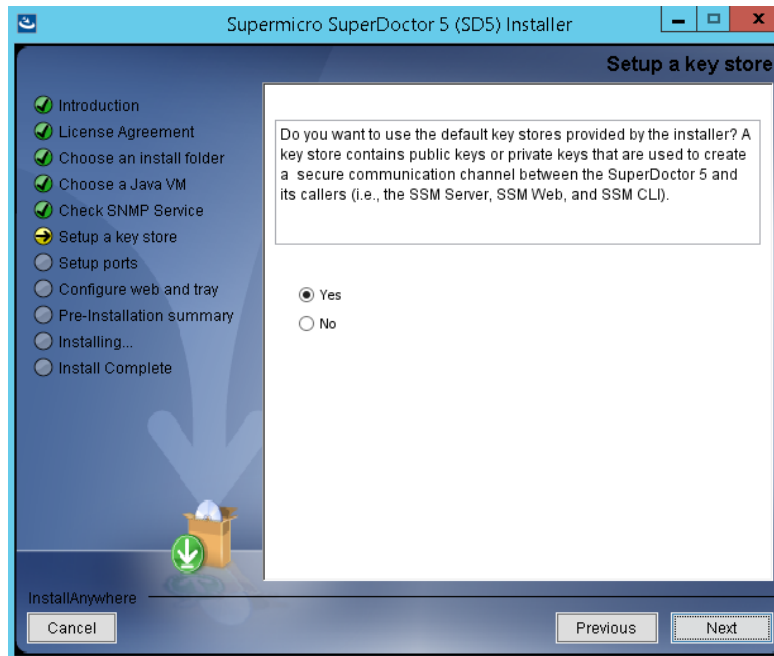 Supermicro SuperDoctor 5 (SD5) Installer
Setup a key store
Introduction
License Agreement
Choose an install folder
Choose a Java VM
Check SNMP Service
Setup a key store
Setup ports
Configure web and tray
Pre-Installation summary
Installing...
Install Complete
Do you want to use the default key stores provided by the installer? A
key store contains public keys or private keys that are used to create
a  secure communication channel between the SuperDoctor 5 and
its callers (i.e., the SSM Server, SSM Web, and SSM CLI).
Yes
No
InstallAnywhere
Cancel
Previous
Next